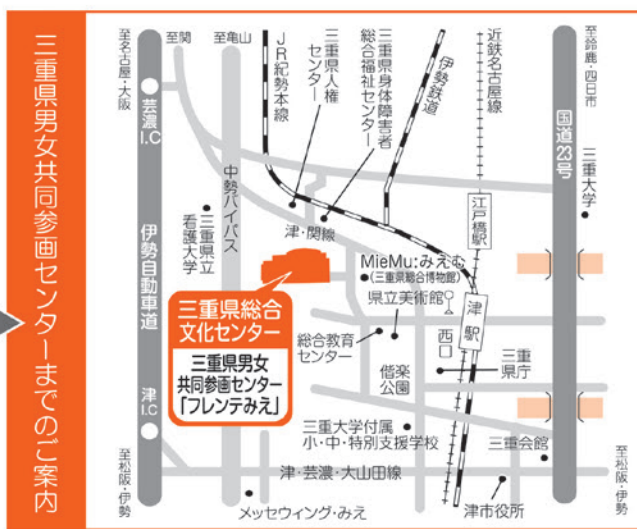 三重県男女共同参画センターまでのご案内
至名古屋・大阪
芸濃
I.C
伊勢自動車道
津
I.C
至松阪・伊勢
至関
至亀山
中勢バイパス
三重県立
看護大学
JR紀勢本線
三重県人権
センター
三重県身体障害者
総合福祉センター
伊勢鉄道
近鉄名古屋線
至鈴鹿・四日市
国道23号
三重大学
江戸橋駅
津・関線
MieMu:みえむ
(三重県総合博物館)
県立美術館
津駅
西口
三重県総合
文化センター
三重県男女
共同参画センター
「フレンテみえ」
総合教育
センター
偕楽
公園
三重
県庁
三重大学付属
小・中・特別支援学校
三重会館
津・芸濃・大山田線
津市役所
メッセウィング・みえ
至松阪・伊勢